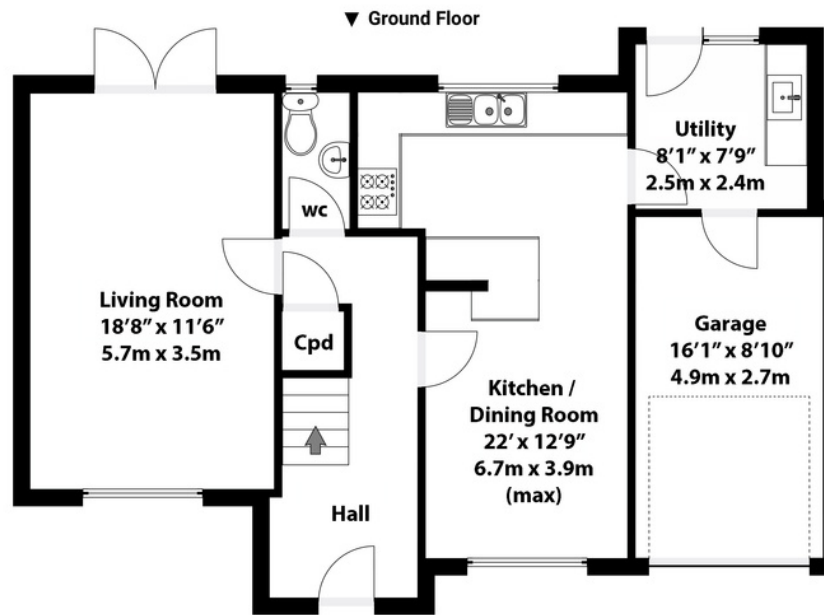 ▼ Ground Floor
Utility
8’1” x 7’9”
2.5m x 2.4m
wc
Living Room
18’8” x 11’6”
5.7m x 3.5m
Cpd
Garage
16’1” x 8’10”
4.9m x 2.7m
Kitchen /
Dining Room
22’ x 12’9”
6.7m x 3.9m
(max)
Hall